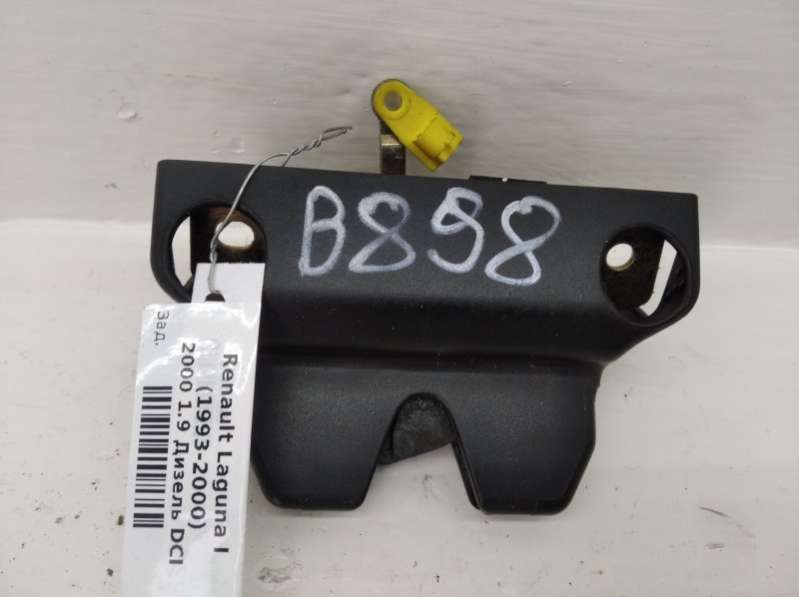 B898
Renault Laguna I
(1993-2000)
2000 1.9 Дизель DCI
Зад.